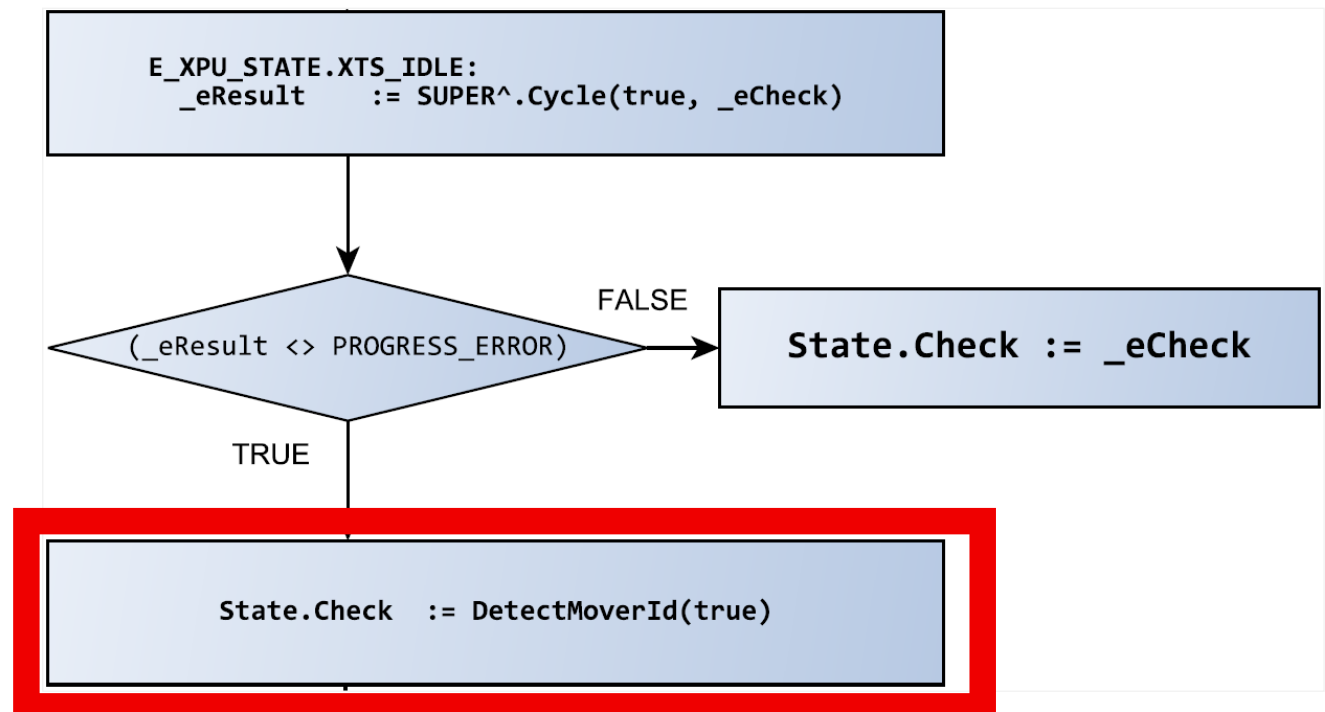 E_XPU_STATE.XTS_IDLE:
_eResult := SUPER^.Cycle(true, _eCheck)
(_eResult <> PROGRESS_ERROR)
FALSE
State.Check := _eCheck
TRUE
State.Check := DetectMoverId(true)